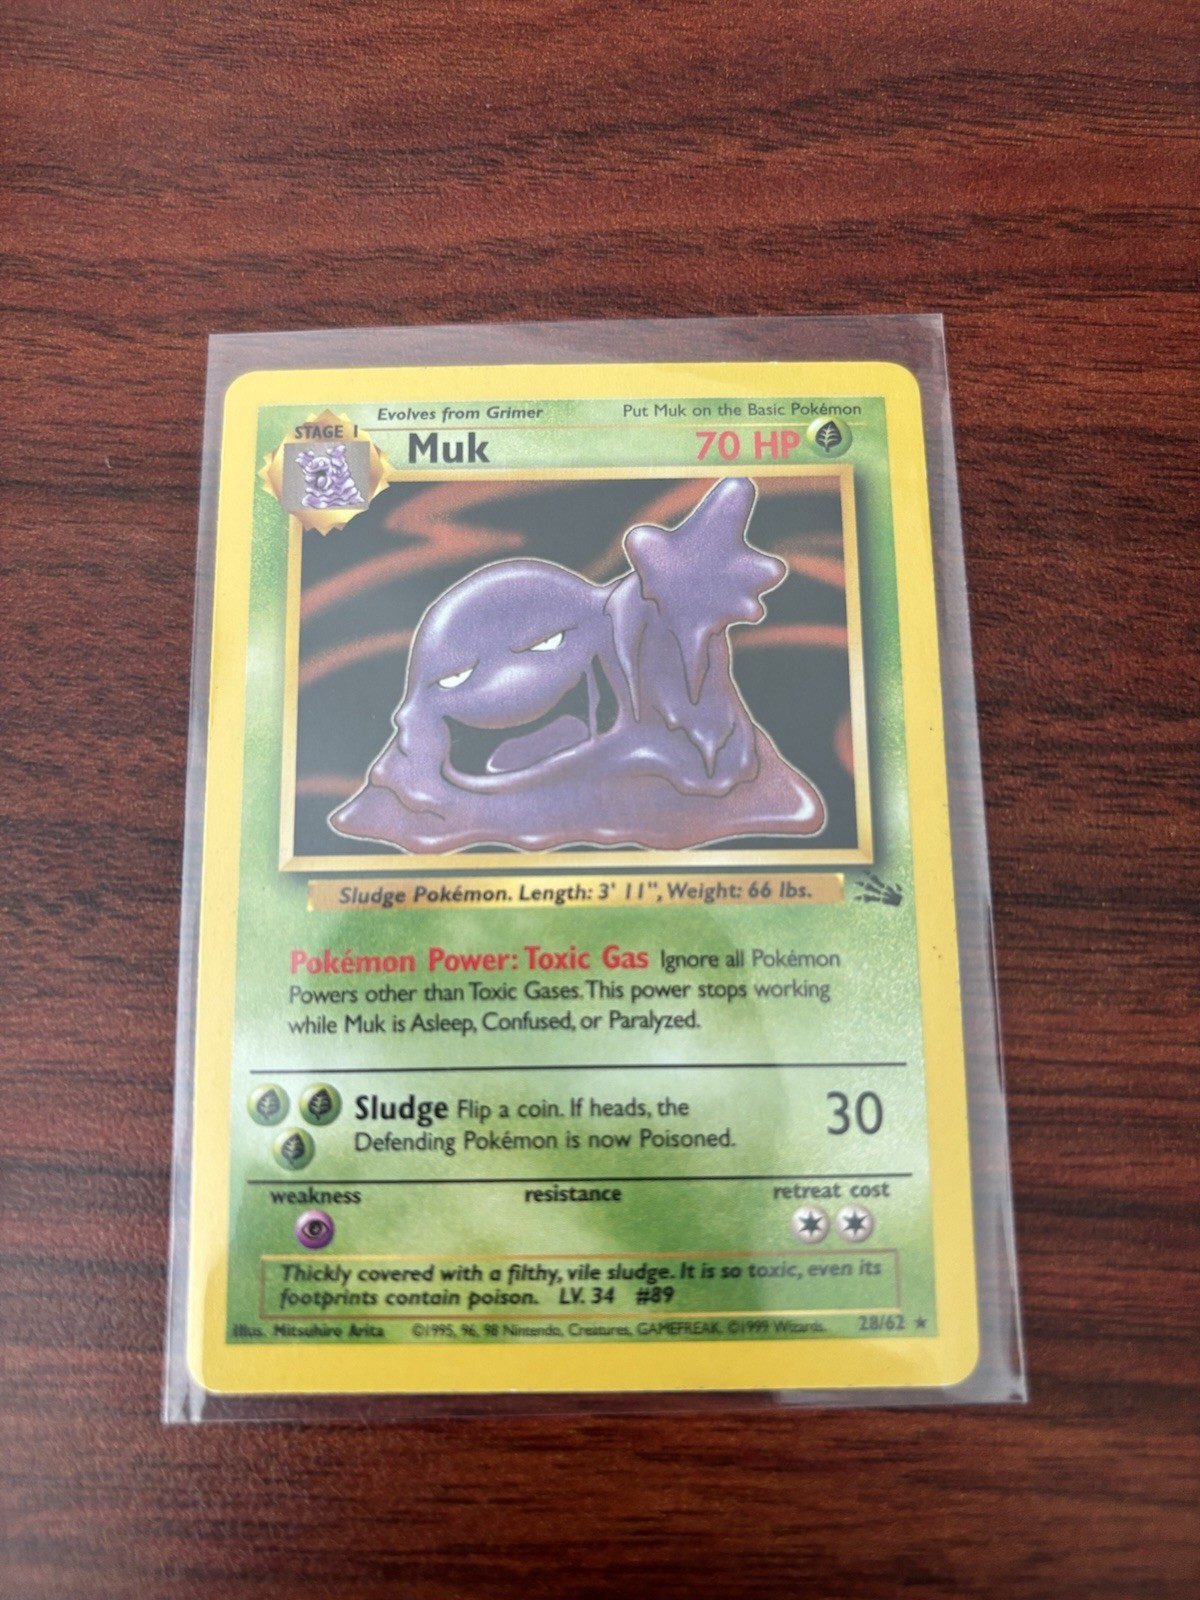 Evolves from Grimer Put Muk on the Basic Pokémon
STAGE 1
Muk 70 HP
Sludge Pokémon. Length: 3' 11", Weight: 66 lbs.
Pokémon Power: Toxic Gas Ignore all Pokémon
Powers other than Toxic Gases. This power stops working
while Muk is Asleep, Confused, or Paralyzed.
Sludge Flip a coin. If heads, the
Defending Pokémon is now Poisoned.
30
weakness resistance retreat cost
Thickly covered with a filthy, vile sludge. It is so toxic, even its
footprints contain poison. LV. 34 #89
Illus. Mitsuhiro Arita ©1995, 96, 98 Nintendo, Creatures, GAMEFREAK. ©1999 Wizards. 28/62 ★